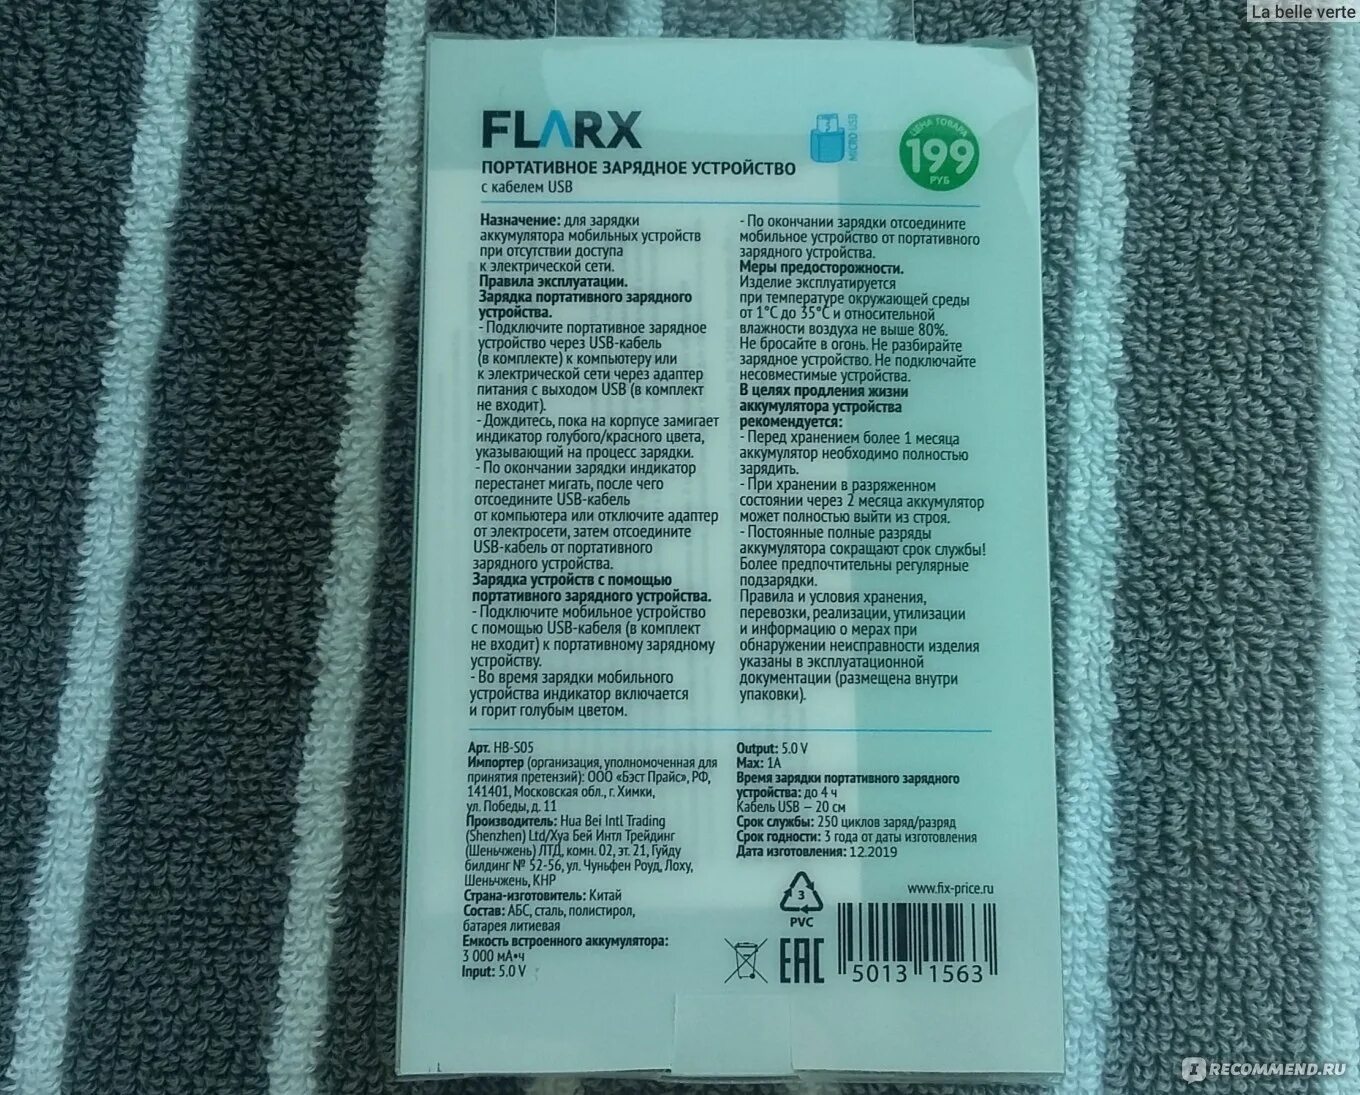 La belle verte
FLARX
ПОРТАТИВНОЕ ЗАРЯДНОЕ УСТРОЙСТВО
с кабелем USB
MICRO USB
ЦЕНА ТОВАРА
199
РУБ
Назначение: для зарядки
аккумулятора мобильных устройств
при отсутствии доступа
к электрической сети.
Правила эксплуатации.
Зарядка портативного зарядного
устройства.
- Подключите портативное зарядное
устройство через USB-кабель
(в комплекте) к компьютеру или
к электрической сети через адаптер
питания с выходом USB (в комплект
не входит).
- Дождитесь, пока на корпусе замигает
индикатор голубого/красного цвета,
указывающий на процесс зарядки.
- По окончании зарядки индикатор
перестанет мигать, после чего
отсоедините USB-кабель
от компьютера или отключите адаптер
от электросети, затем отсоедините
USB-кабель от портативного
зарядного устройства.
Зарядка устройств с помощью
портативного зарядного устройства.
- Подключите мобильное устройство
с помощью USB-кабеля (в комплект
не входит) к портативному зарядному
устройству.
- Во время зарядки мобильного
устройства индикатор включается
и горит голубым цветом.
- По окончании зарядки отсоедините
мобильное устройство от портативного
зарядного устройства.
Меры предосторожности.
Изделие эксплуатируется
при температуре окружающей среды
от 1°С до 35°С и относительной
влажности воздуха не выше 80%.
Не бросайте в огонь. Не разбирайте
зарядное устройство. Не подключайте
несовместимые устройства.
В целях продления жизни
аккумулятора устройства
рекомендуется:
- Перед хранением более 1 месяца
аккумулятор необходимо полностью
зарядить.
- При хранении в разряженном
состоянии через 2 месяца аккумулятор
может полностью выйти из строя.
- Постоянные полные разряды
аккумулятора сокращают срок службы!
Более предпочтительны регулярные
подзарядки.
Правила и условия хранения,
перевозки, реализации, утилизации
и информацию о мерах при
обнаружении неисправности изделия
указаны в эксплуатационной
документации (размещена внутри
упаковки).
Арт. HB-S05
Импортер (организация, уполномоченная для
принятия претензий): ООО «Бэст Прайс», РФ,
141401, Московская обл., г. Химки,
ул. Победы, д. 11
Производитель: Hua Bei Intl Trading
(Shenzhen) Ltd/Хуа Бей Интл Трейдинг
(Шеньчжень) ЛТД, комн. 02, эт. 21, Гуйду
билдинг № 52-56, ул. Чуньфен Роуд, Лоху,
Шеньчжень, КНР
Страна-изготовитель: Китай
Состав: АБС, сталь, полистирол,
батарея литиевая
Емкость встроенного аккумулятора:
3 000 мА•ч
Input: 5.0 V
Output: 5.0 V
Max: 1A
Время зарядки портативного зарядного
устройства: до 4 ч
Кабель USB – 20 см
Срок службы: 250 циклов заряд/разряд
Срок годности: 3 года от даты изготовления
Дата изготовления: 12.2019
www.fix-price.ru
3
PVC
EAC
5013 1563
IRECOMMEND.RU